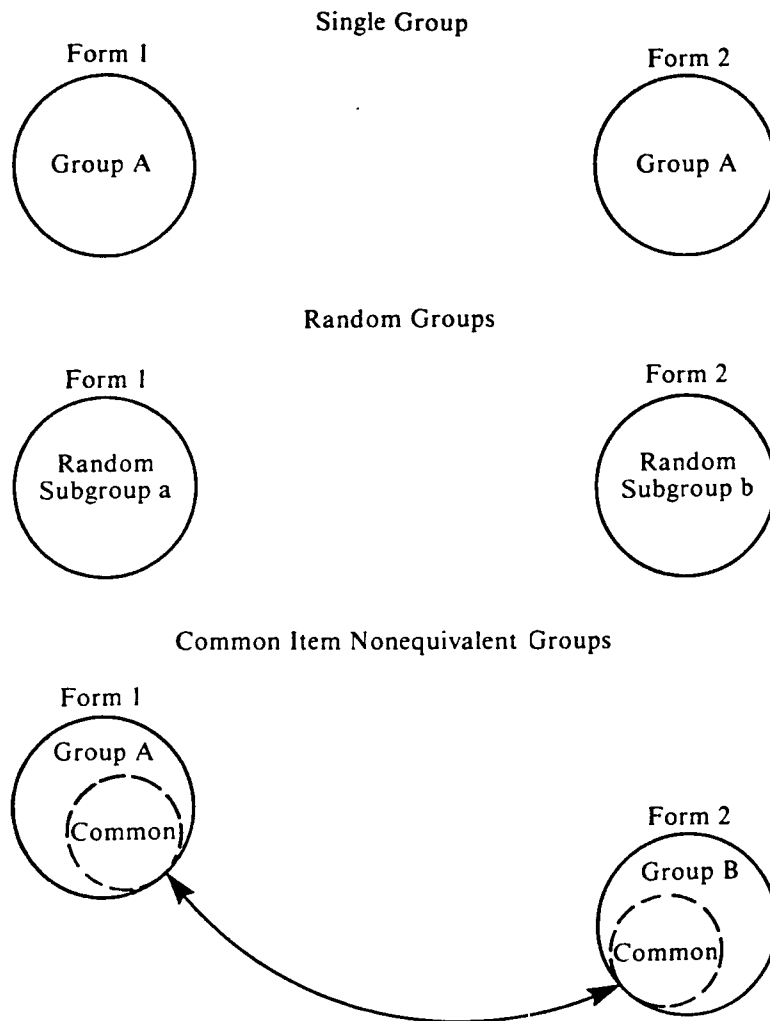 Single Group
Form 1
Form 2
Group A
Group A
Random Groups
Form 1
Form 2
Random
Subgroup a
Random
Subgroup b
Common Item Nonequivalent Groups
Form 1
Group A
Common
Form 2
Group B
Common